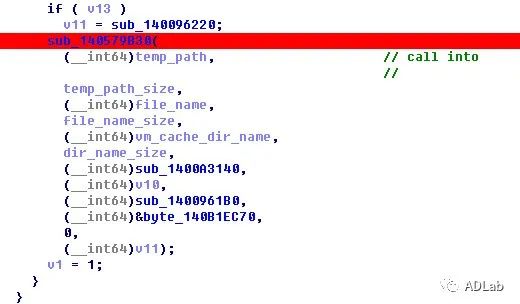 if ( v13 )
v11 = sub_140096220;
sub_140579B30(
(__int64)temp_path, // call into
//
temp_path_size,
(__int64)file_name,
file_name_size,
(__int64)vm_cache_dir_name,
dir_name_size,
(__int64)sub_1400A3140,
(__int64)v10,
(__int64)sub_1400961B0,
(__int64)&byte_140B1EC70,
0,
(__int64)v11);
v1 = 1;
}
}
ADLab